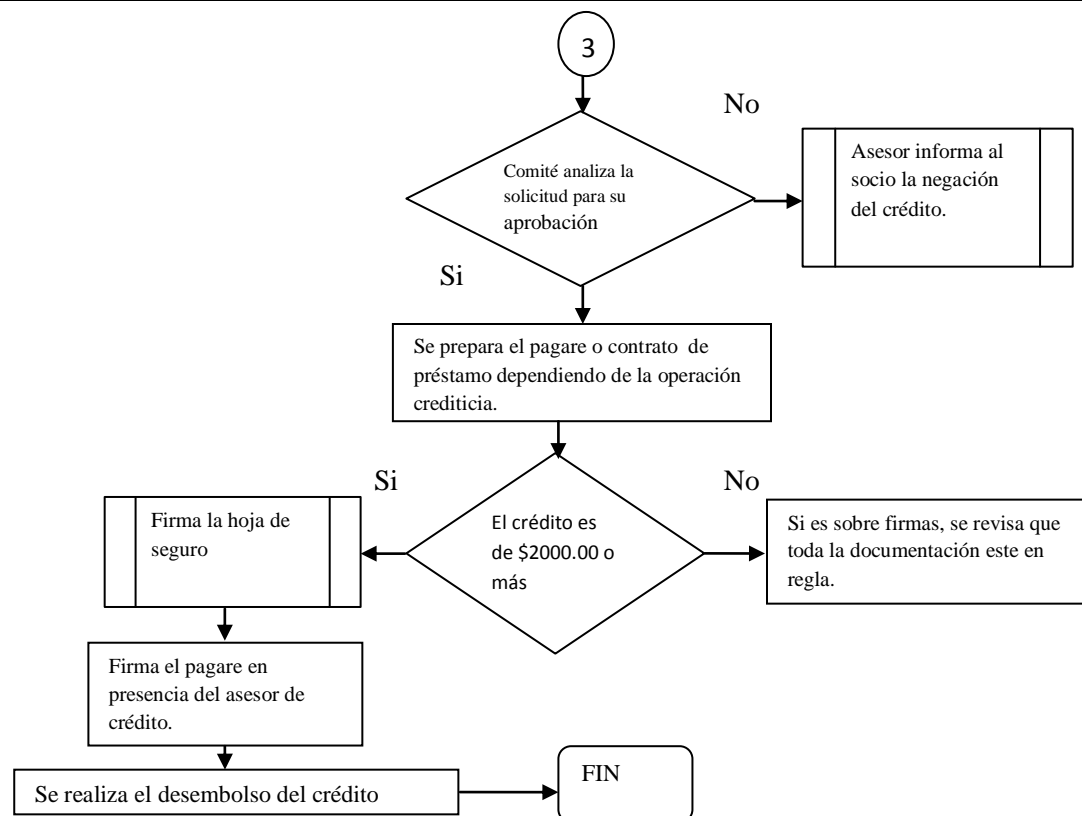 3
No
Comité analiza la
solicitud para su
aprobación
Asesor informa al
socio la negación
del crédito.
Si
Se prepara el pagare o contrato de
préstamo dependiendo de la operación
crediticia.
Si
No
Firma la hoja de
seguro
El crédito es
de $2000.00 o
más
Si es sobre firmas, se revisa que
toda la documentación este en
regla.
Firma el pagare en
presencia del asesor de
crédito.
Se realiza el desembolso del crédito
FIN